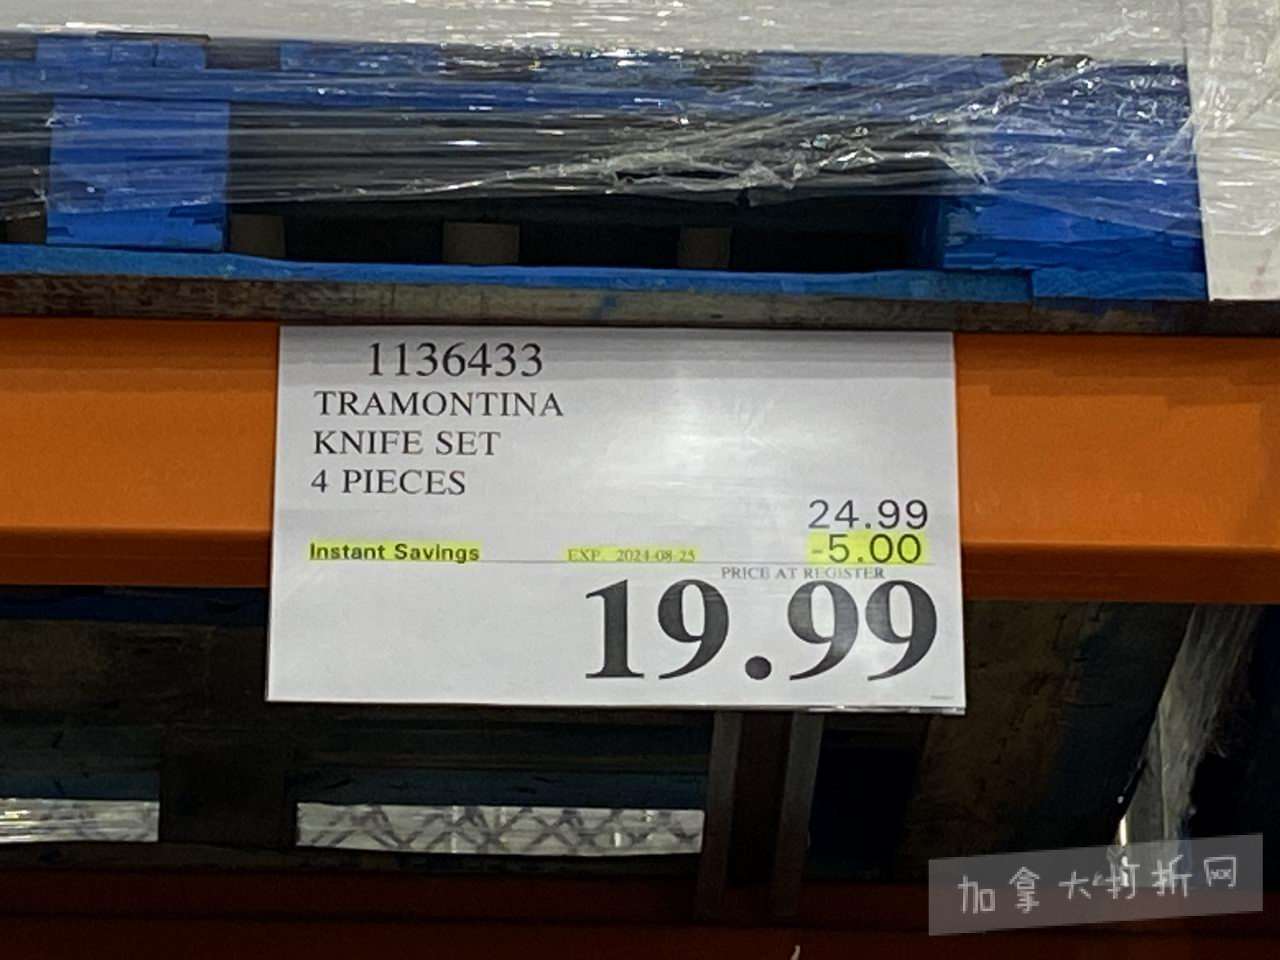 1136433
TRAMONTINA
KNIFE SET
4 PIECES
24.99
Instant Savings EXP. 2024-08-25 -5.00
PRICE AT REGISTER
19.99
加拿大打折网